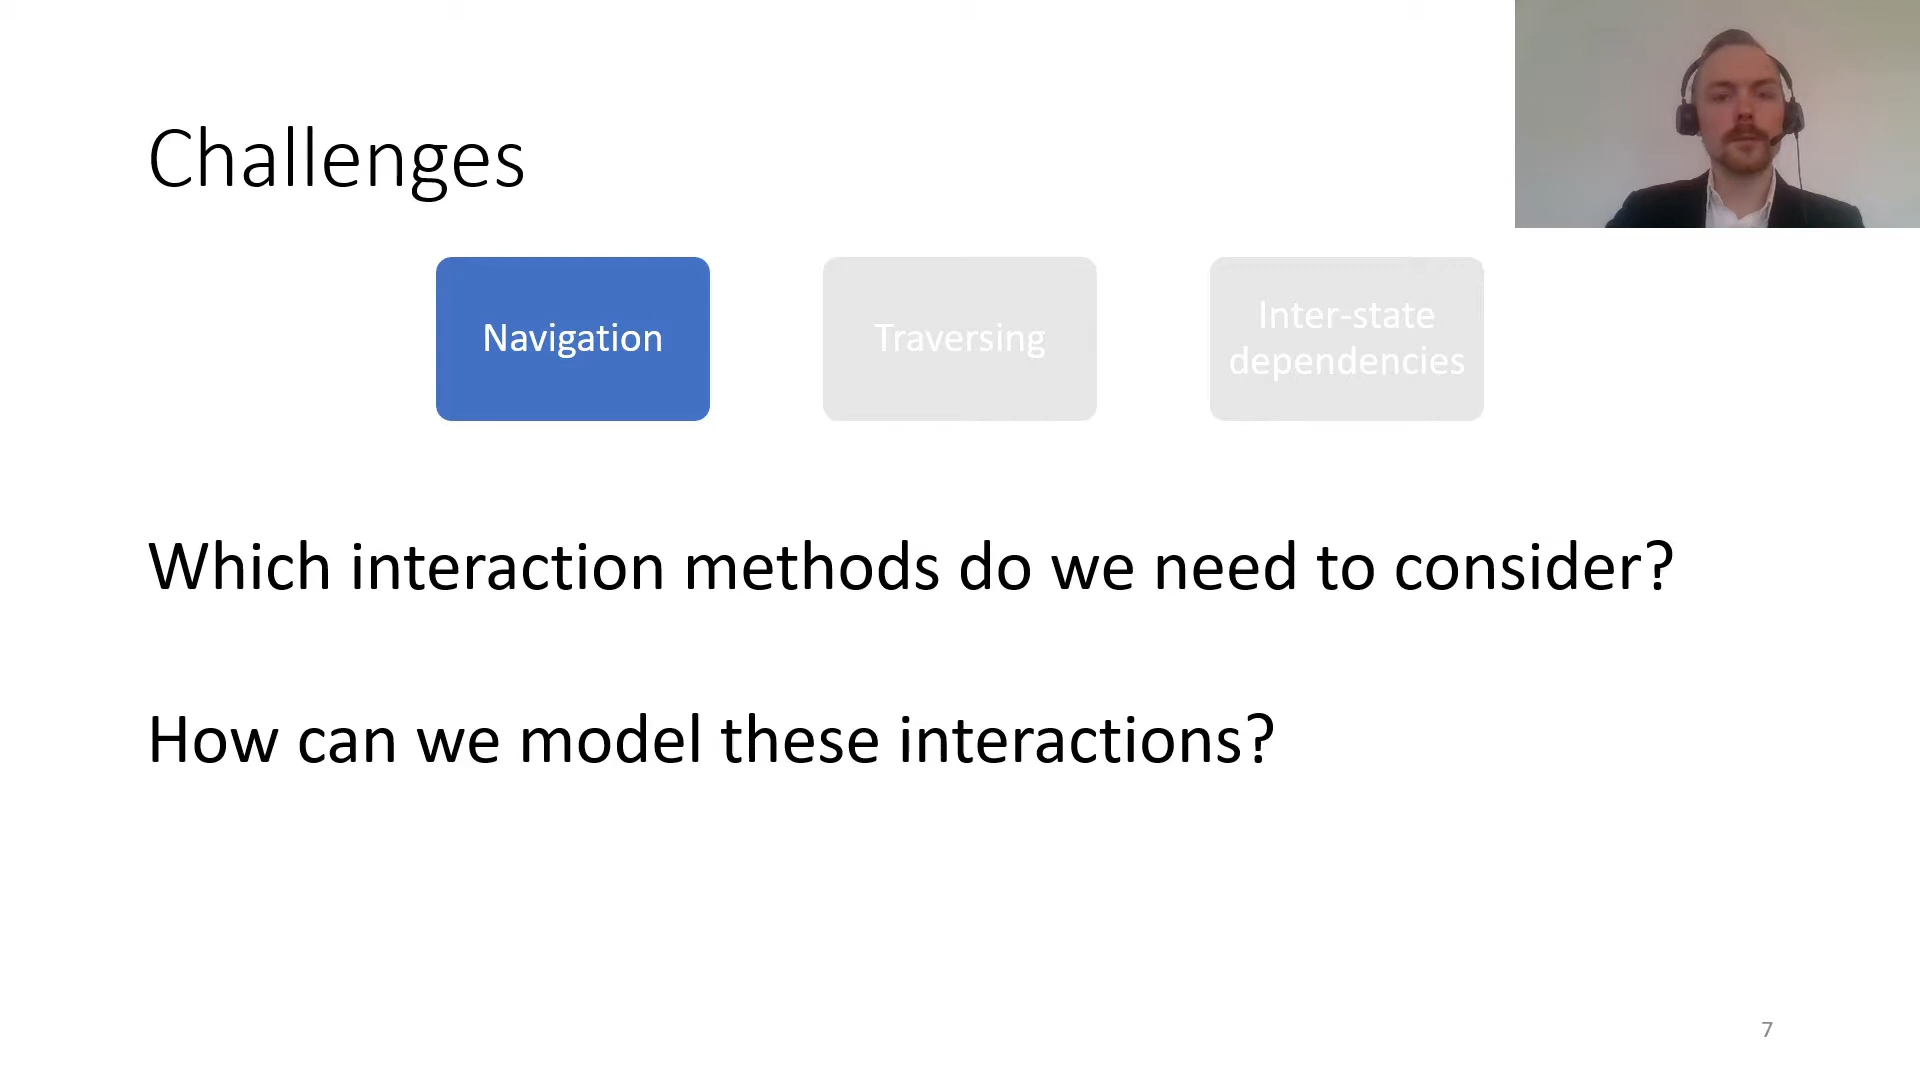 Challenges
Navigation
Traversing
Inter-state
dependencies
Which interaction methods do we need to consider?
How can we model these interactions?
7